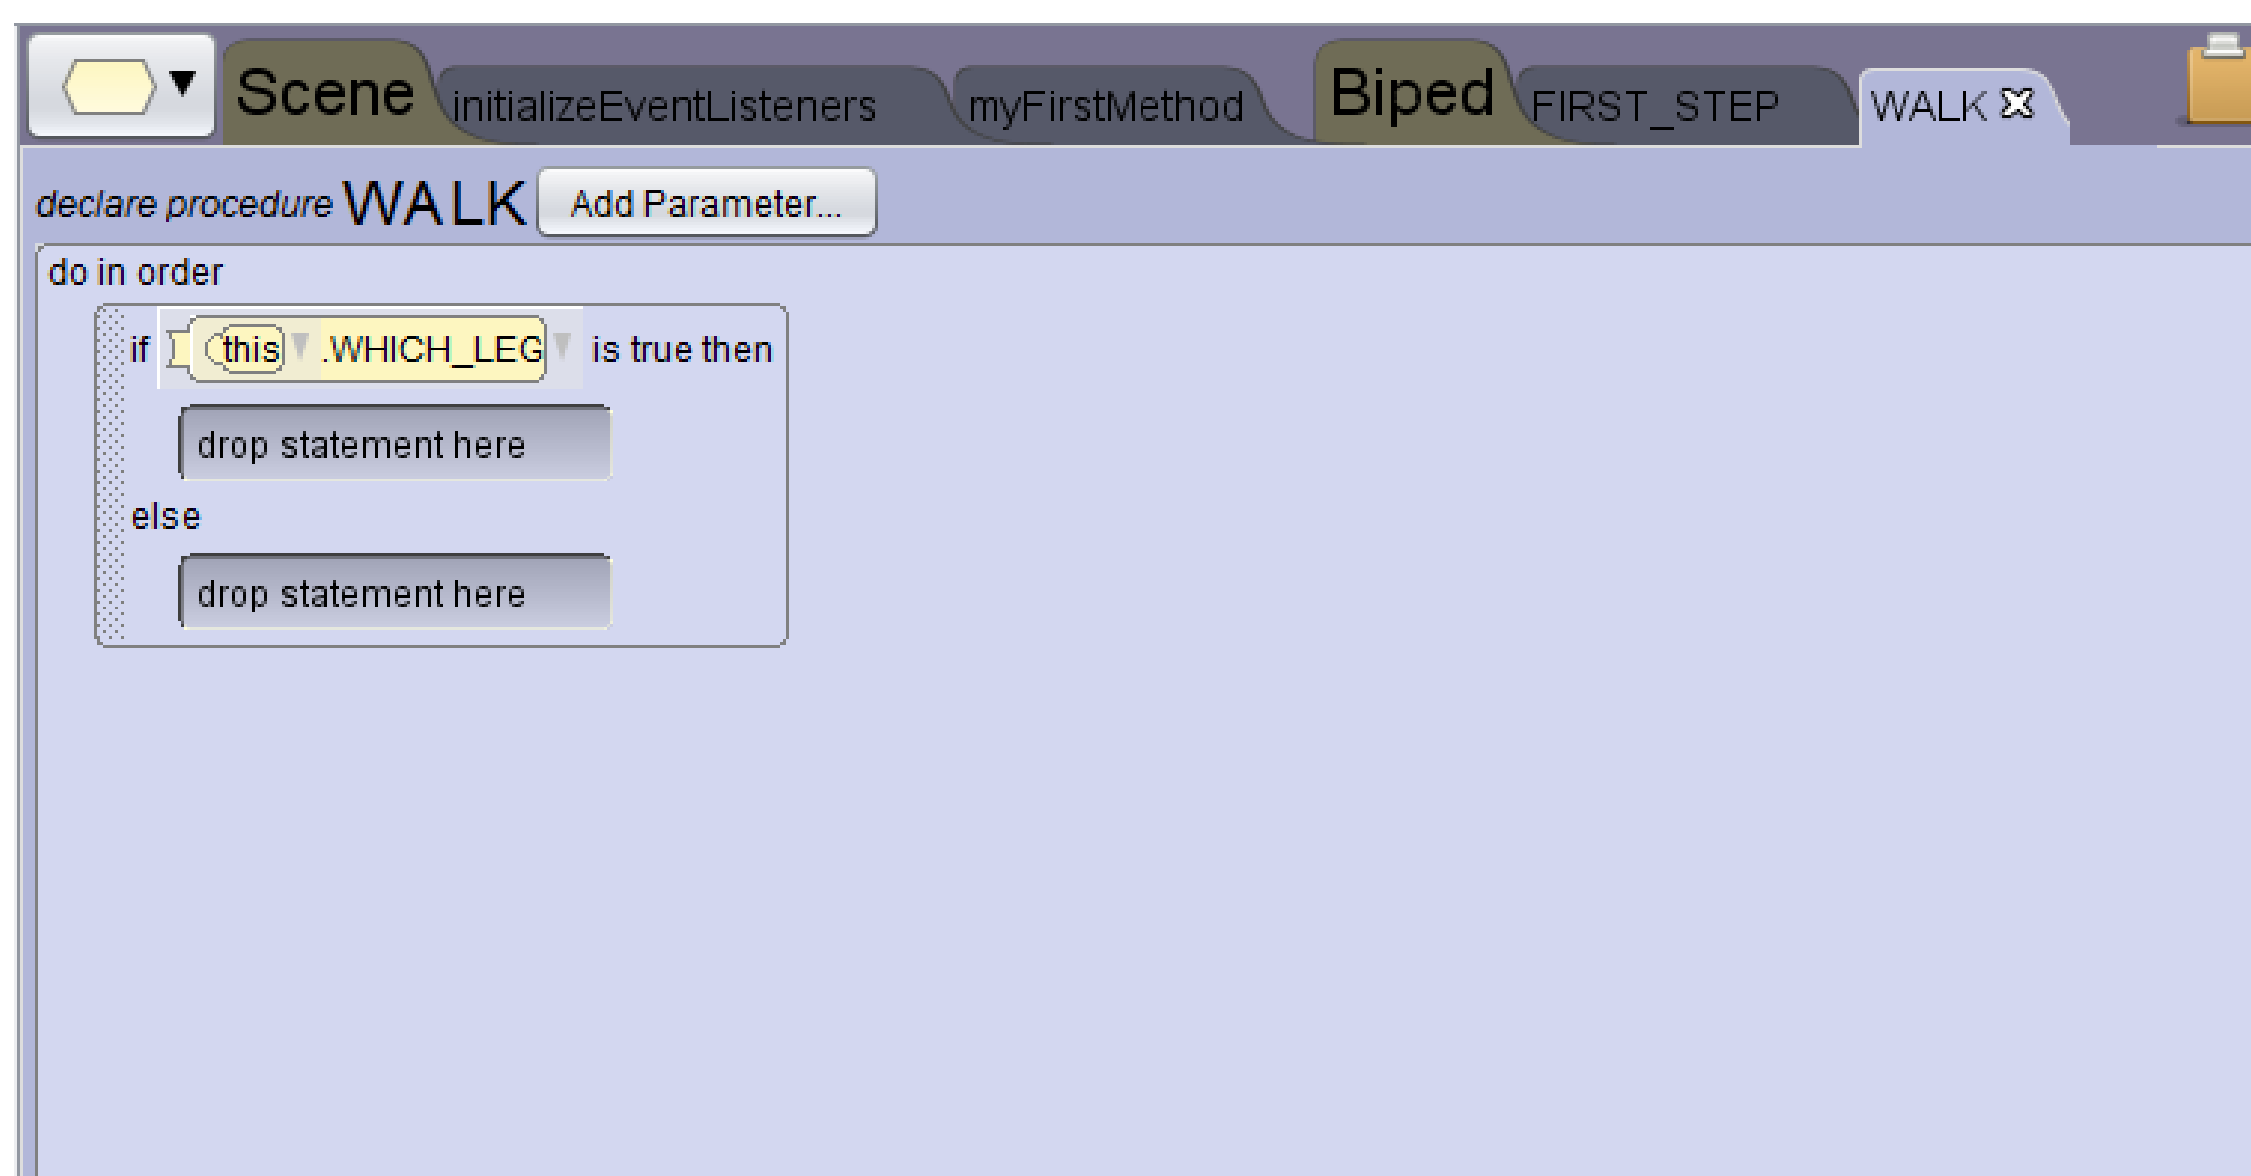 Scene initializeEventListeners myFirstMethod Biped FIRST_STEP WALK
declare procedure WALK Add Parameter...
do in order
if this .WHICH_LEG is true then
drop statement here
else
drop statement here